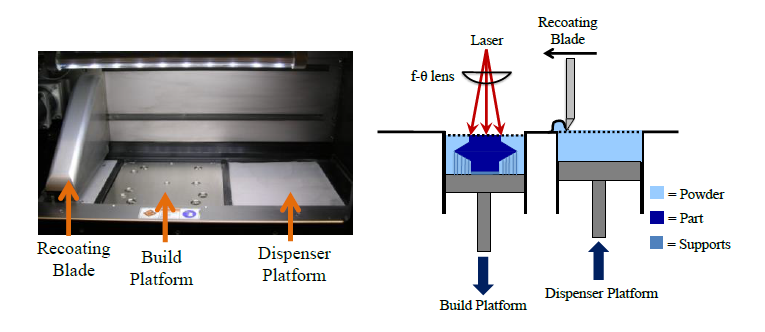 Recoating
Blade
Build
Platform
Dispenser
Platform
Laser
Recoating
Blade
f-θ lens
= Powder
= Part
= Supports
Build Platform
Dispenser Platform